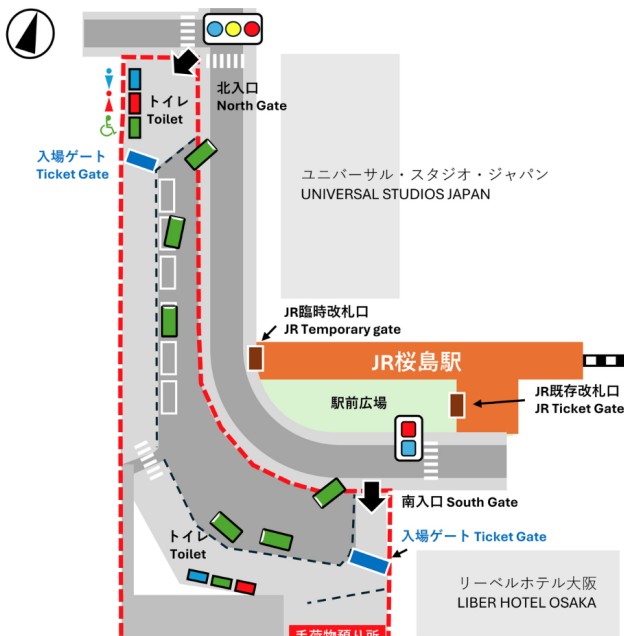 北入口
North Gate
トイレ
Toilet
入場ゲート
Ticket Gate
ユニバーサル・スタジオ・ジャパン
UNIVERSAL STUDIOS JAPAN
JR臨時改札口
JR Temporary gate
JR桜島駅
駅前広場
JR既存改札口
JR Ticket Gate
南入口 South Gate
入場ゲート Ticket Gate
トイレ
Toilet
リーベルホテル大阪
LIBER HOTEL OSAKA
手荷物預り所